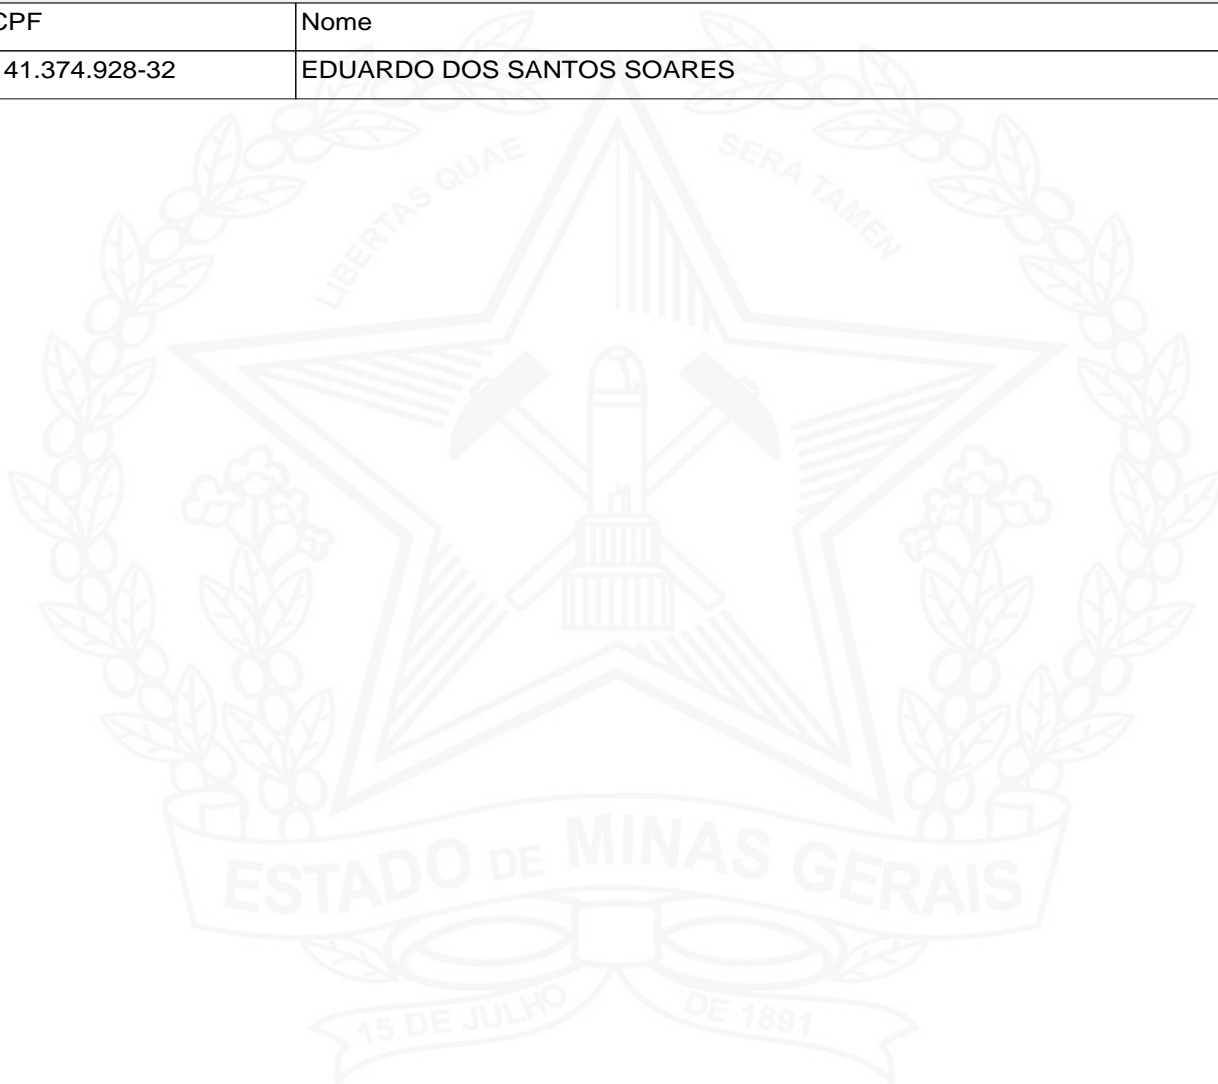 CPF Nome
41.374.928-32 EDUARDO DOS SANTOS SOARES
LIBERTAS QUAE SERA TAMEN
ESTADO DE MINAS GERAIS
15 DE JULHO DE 1891